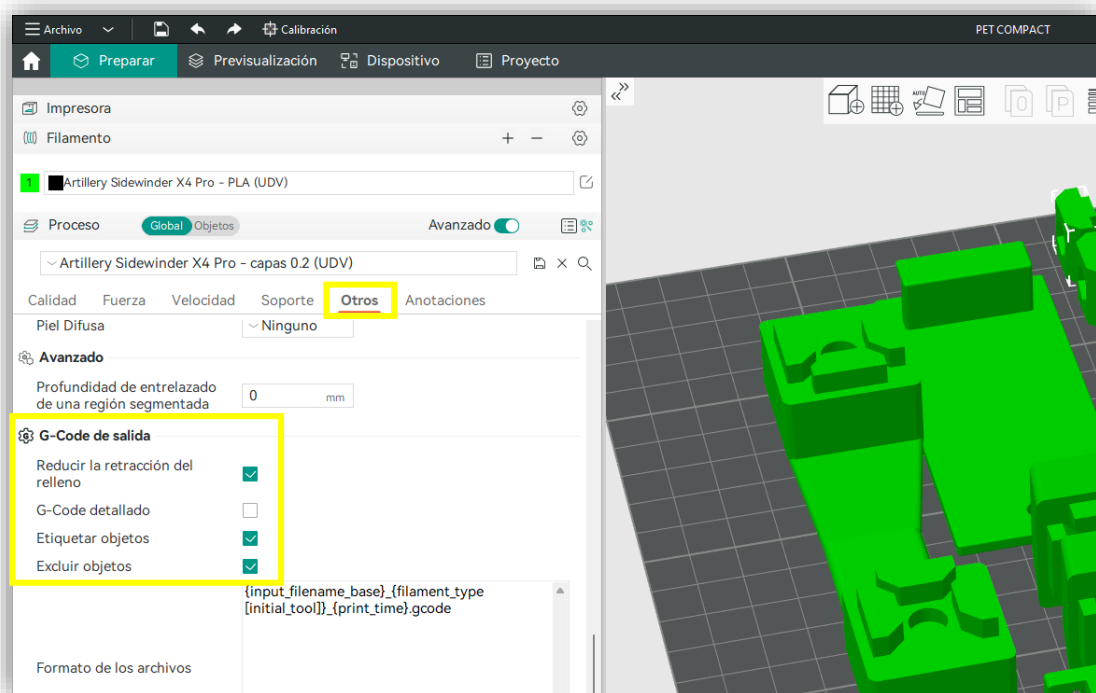 Archivo
Calibración
PET COMPACT
Preparar
Previsualización
Dispositivo
Proyecto
Impresora
Filamento
1
Artillery Sidewinder X4 Pro - PLA (UDV)
Proceso
Global
Objetos
Avanzado
Artillery Sidewinder X4 Pro - capas 0.2 (UDV)
Calidad
Fuerza
Velocidad
Soporte
Otros
Anotaciones
Piel Difusa
Ninguno
Avanzado
Profundidad de entrelazado
de una región segmentada
0
mm
G-Code de salida
Reducir la retracción del
relleno
G-Code detallado
Etiquetar objetos
Excluir objetos
{input_filename_base}_{filament_type
[initial_tool]}_{print_time}.gcode
Formato de los archivos
AUTO
0
P